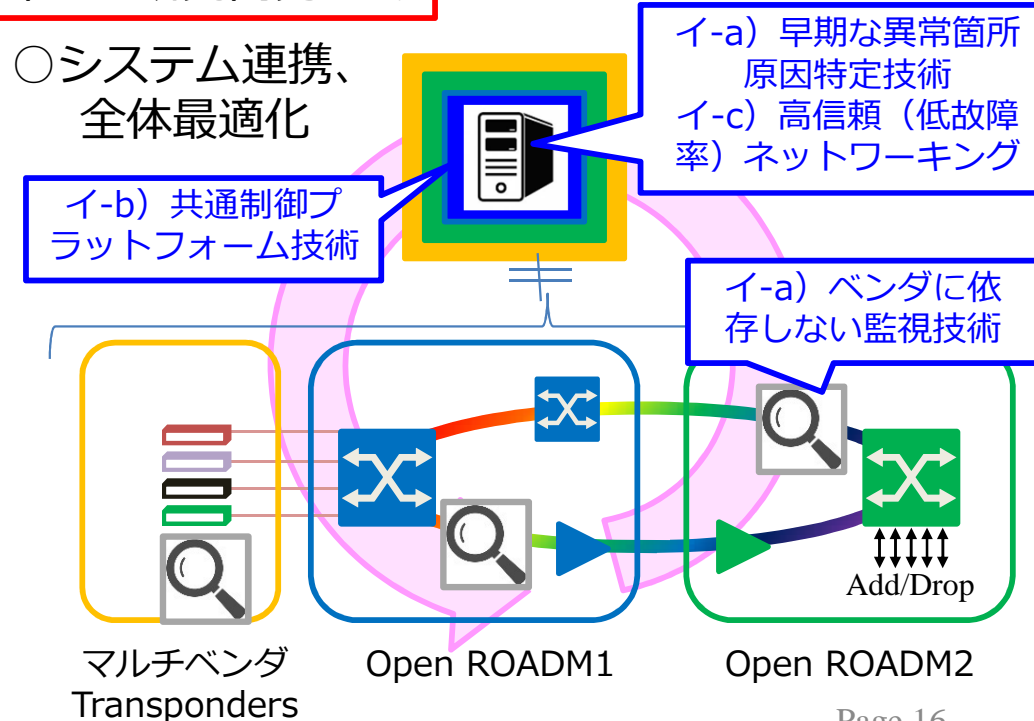 ○システム連携、
全体最適化
イ-a）早期な異常箇所
原因特定技術
イ-c）高信頼（低故障
率）ネットワーキング
イ-b）共通制御プ
ラットフォーム技術
イ-a）ベンダに依
存しない監視技術
Add/Drop
マルチベンダ
Transponders
Open ROADM1
Open ROADM2
Page 16